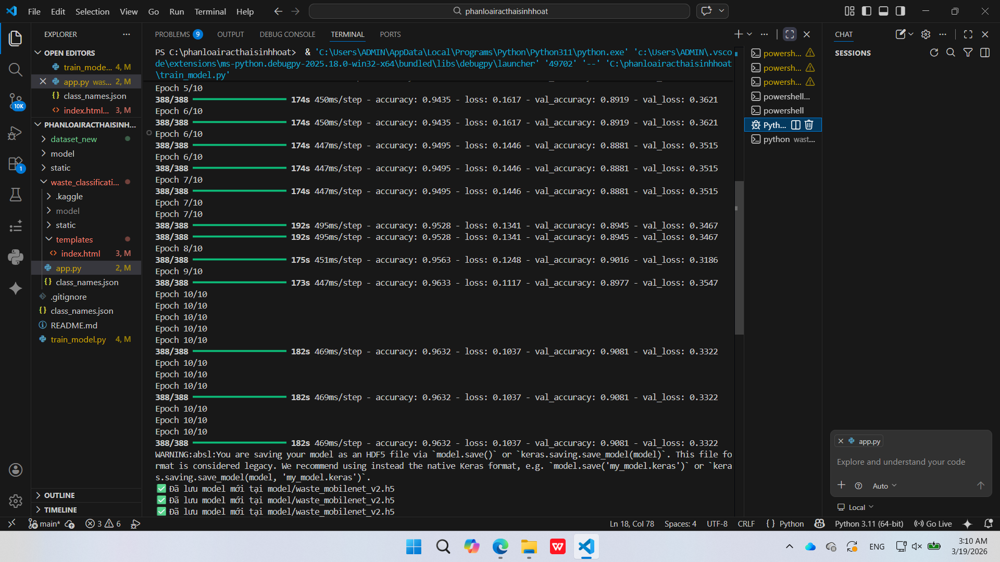 File Edit Selection View Go Run Terminal Help
phanloairacthaisinhhoat
EXPLORER
OPEN EDITORS
train_mode... 4, M
app.py was... 2, M
class_names.json
index.html... 3, M
PHANLOAIRACTHAISINH...
dataset_new
model
static
waste_classificati...
.kaggle
model
static
templates
index.html 3, M
app.py 2, M
class_names.json
.gitignore
class_names.json
README.md
train_model.py 4, M
OUTLINE
TIMELINE
10K
1
PROBLEMS 9 OUTPUT DEBUG CONSOLE TERMINAL PORTS
PS C:\phanloairacthaisinhhoat> & 'C:\Users\ADMIN\AppData\Local\Programs\Python\Python311\python.exe' 'c:\Users\ADMIN\.vsco
de\extensions\ms-python.debugpy-2025.18.0-win32-x64\bundled\libs\debugpy\launcher' '49702' '--' 'C:\phanloairacthaisinhhoat
\train_model.py'
Epoch 5/10
388/388 174s 450ms/step - accuracy: 0.9435 - loss: 0.1617 - val_accuracy: 0.8919 - val_loss: 0.3621
Epoch 6/10
388/388 174s 450ms/step - accuracy: 0.9435 - loss: 0.1617 - val_accuracy: 0.8919 - val_loss: 0.3621
Epoch 6/10
388/388 174s 447ms/step - accuracy: 0.9495 - loss: 0.1446 - val_accuracy: 0.8881 - val_loss: 0.3515
Epoch 6/10
388/388 174s 447ms/step - accuracy: 0.9495 - loss: 0.1446 - val_accuracy: 0.8881 - val_loss: 0.3515
Epoch 7/10
388/388 174s 447ms/step - accuracy: 0.9495 - loss: 0.1446 - val_accuracy: 0.8881 - val_loss: 0.3515
Epoch 7/10
Epoch 7/10
388/388 192s 495ms/step - accuracy: 0.9528 - loss: 0.1341 - val_accuracy: 0.8945 - val_loss: 0.3467
388/388 192s 495ms/step - accuracy: 0.9528 - loss: 0.1341 - val_accuracy: 0.8945 - val_loss: 0.3467
Epoch 8/10
388/388 175s 451ms/step - accuracy: 0.9563 - loss: 0.1248 - val_accuracy: 0.9016 - val_loss: 0.3186
Epoch 9/10
388/388 173s 447ms/step - accuracy: 0.9633 - loss: 0.1117 - val_accuracy: 0.8977 - val_loss: 0.3547
Epoch 10/10
Epoch 10/10
Epoch 10/10
Epoch 10/10
Epoch 10/10
388/388 182s 469ms/step - accuracy: 0.9632 - loss: 0.1037 - val_accuracy: 0.9081 - val_loss: 0.3322
Epoch 10/10
Epoch 10/10
Epoch 10/10
388/388 182s 469ms/step - accuracy: 0.9632 - loss: 0.1037 - val_accuracy: 0.9081 - val_loss: 0.3322
Epoch 10/10
Epoch 10/10
Epoch 10/10
388/388 182s 469ms/step - accuracy: 0.9632 - loss: 0.1037 - val_accuracy: 0.9081 - val_loss: 0.3322
WARNING:absl:You are saving your model as an HDF5 file via `model.save()` or `keras.saving.save_model(model)`. This file fo
rmat is considered legacy. We recommend using instead the native Keras format, e.g. `model.save('my_model.keras')` or `kera
s.saving.save_model(model, 'my_model.keras')`.
✅ Đã lưu model mới tại model/waste_mobilenet_v2.h5
✅ Đã lưu model mới tại model/waste_mobilenet_v2.h5
✅ Đã lưu model mới tại model/waste_mobilenet_v2.h5
powersh...
powersh...
powersh...
powershell...
powershell
Pyth...
python wast...
CHAT
SESSIONS
app.py
Explore and understand your code
Auto
Local
main* 3 6
Ln 18, Col 78 Spaces: 4 UTF-8 CRLF { } Python Python 3.11 (64-bit) Go Live
ENG
3:10 AM
3/19/2026